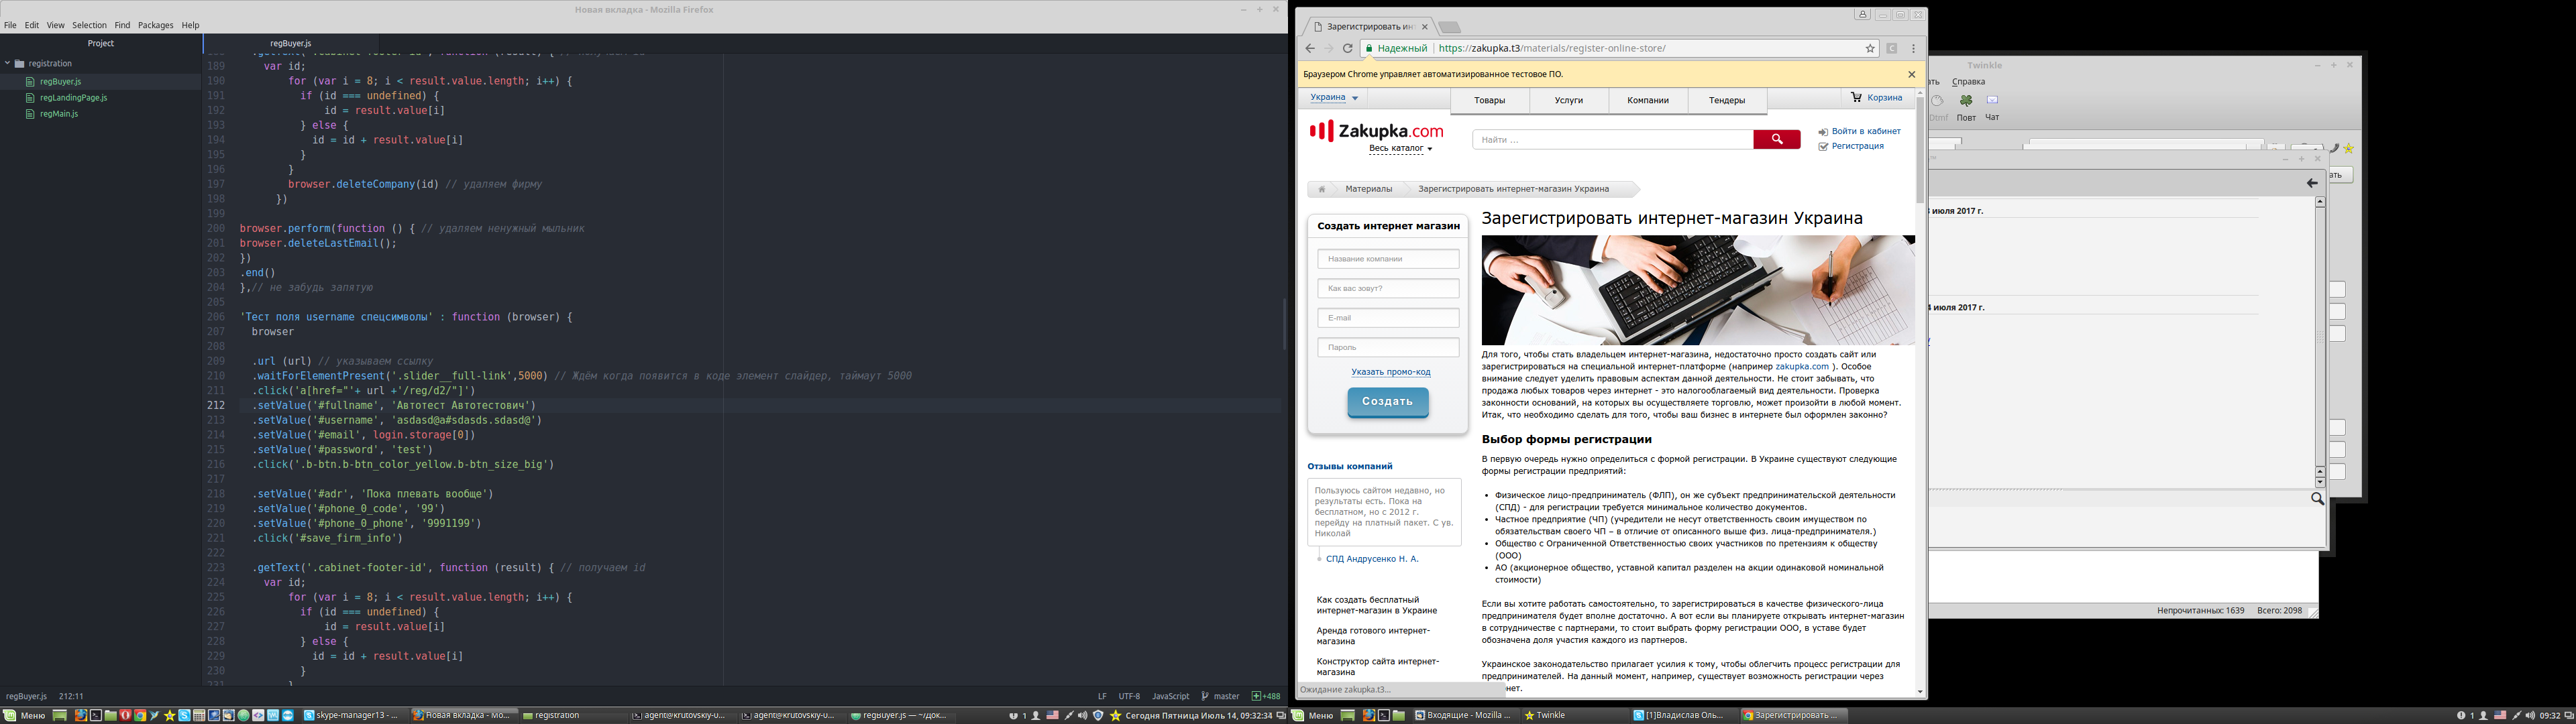 Новая вкладка - Mozilla Firefox
File Edit View Selection Find Packages Help
Project
regBuyer.js
registration
regBuyer.js
regLandingPage.js
regMain.js
189 var id;
190 for (var i = 8; i < result.value.length; i++) {
191 if (id === undefined) {
192 id = result.value[i]
193 } else {
194 id = id + result.value[i]
195 }
196 }
197 browser.deleteCompany(id) // удаляем фирму
198 })
199
200 browser.perform(function () { // удаляем ненужный мыльник
201 browser.deleteLastEmail();
202 })
203 .end()
204 },// не забудь запятую
205
206 'Тест поля username спецсимволы' : function (browser) {
207 browser
208
209 .url (url) // указываем ссылку
210 .waitForElementPresent('.slider__full-link',5000) // Ждём когда появится в коде элемент слайдер, таймаут 5000
211 .click('a[href="'+ url +'/reg/d2/"]')
212 .setValue('#fullname', 'Автотест Автотестович')
213 .setValue('#username', 'asdasd@a#sdasds.sdasd@')
214 .setValue('#email', login.storage[0])
215 .setValue('#password', 'test')
216 .click('.b-btn.b-btn_color_yellow.b-btn_size_big')
217
218 .setValue('#adr', 'Пока плевать вообще')
219 .setValue('#phone_0_code', '99')
220 .setValue('#phone_0_phone', '9991199')
221 .click('#save_firm_info')
222
223 .getText('.cabinet-footer-id', function (result) { // получаем id
224 var id;
225 for (var i = 8; i < result.value.length; i++) {
226 if (id === undefined) {
227 id = result.value[i]
228 } else {
229 id = id + result.value[i]
230 }
regBuyer.js 212:11
LF UTF-8 JavaScript master +488
Меню
skype-manager13 - ...
Новая вкладка - Mo...
registration
agent@krutovskiy-u...
agent@krutovskiy-u...
regBuyer.js — ~/Док...
1
Сегодня Пятница Июль 14, 09:32:34
Зарегистрировать инт
Надежный https://zakupka.t3/materials/register-online-store/
Браузером Chrome управляет автоматизированное тестовое ПО.
Украина
Товары Услуги Компании Тендеры
Корзина
Zakupka.com
Весь каталог
Найти ...
Войти в кабинет
Регистрация
Материалы Зарегистрировать интернет-магазин Украина
Создать интернет магазин
Название компании
Как вас зовут?
E-mail
Пароль
Указать промо-код
Создать
Отзывы компаний
Пользуюсь сайтом недавно, но
результаты есть. Пока на
бесплатном, но с 2012 г.
перейду на платный пакет. С ув.
Николай
СПД Андрусенко Н. А.
Как создать бесплатный
интернет-магазин в Украине
Аренда готового интернет-
магазина
Конструктор сайта интернет-
магазина
Ожидание zakupka.t3...
Зарегистрировать интернет-магазин Украина
Для того, чтобы стать владельцем интернет-магазина, недостаточно просто создать сайт или
зарегистрироваться на специальной интернет-платформе (например zakupka.com ). Особое
внимание следует уделить правовым аспектам данной деятельности. Не стоит забывать, что
продажа любых товаров через интернет - это налогооблагаемый вид деятельности. Проверка
законности оснований, на которых вы осуществляете торговлю, может произойти в любой момент.
Итак, что необходимо сделать для того, чтобы ваш бизнес в интернете был оформлен законно?
Выбор формы регистрации
В первую очередь нужно определиться с формой регистрации. В Украине существуют следующие
формы регистрации предприятий:
Физическое лицо-предприниматель (ФЛП), он же субъект предпринимательской деятельности
(СПД) - для регистрации требуется минимальное количество документов.
Частное предприятие (ЧП) (учредители не несут ответственность своим имуществом по
обязательствам своего ЧП – в отличие от описанного выше физ. лица-предпринимателя.)
Общество с Ограниченной Ответственностью своих участников по претензиям к обществу
(ООО)
АО (акционерное общество, уставной капитал разделен на акции одинаковой номинальной
стоимости)
Если вы хотите работать самостоятельно, то зарегистрироваться в качестве физического-лица
предпринимателя будет вполне достаточно. А вот если вы планируете открывать интернет-магазин
в сотрудничестве с партнерами, то стоит выбрать форму регистрации ООО, в уставе будет
обозначена доля участия каждого из партнеров.
Украинское законодательство прилагает усилия к тому, чтобы облегчить процесс регистрации для
предпринимателей. На данный момент, например, существует возможность регистрации через
Twinkle
Справка
Dtmf Повт Чат
июля 2017 г.
июля 2017 г.
Непрочитанных: 1639 Всего: 2098
Меню
Входящие - Mozilla ...
Twinkle
[1]Владислав Оль...
Зарегистрировать ...
1
09:32